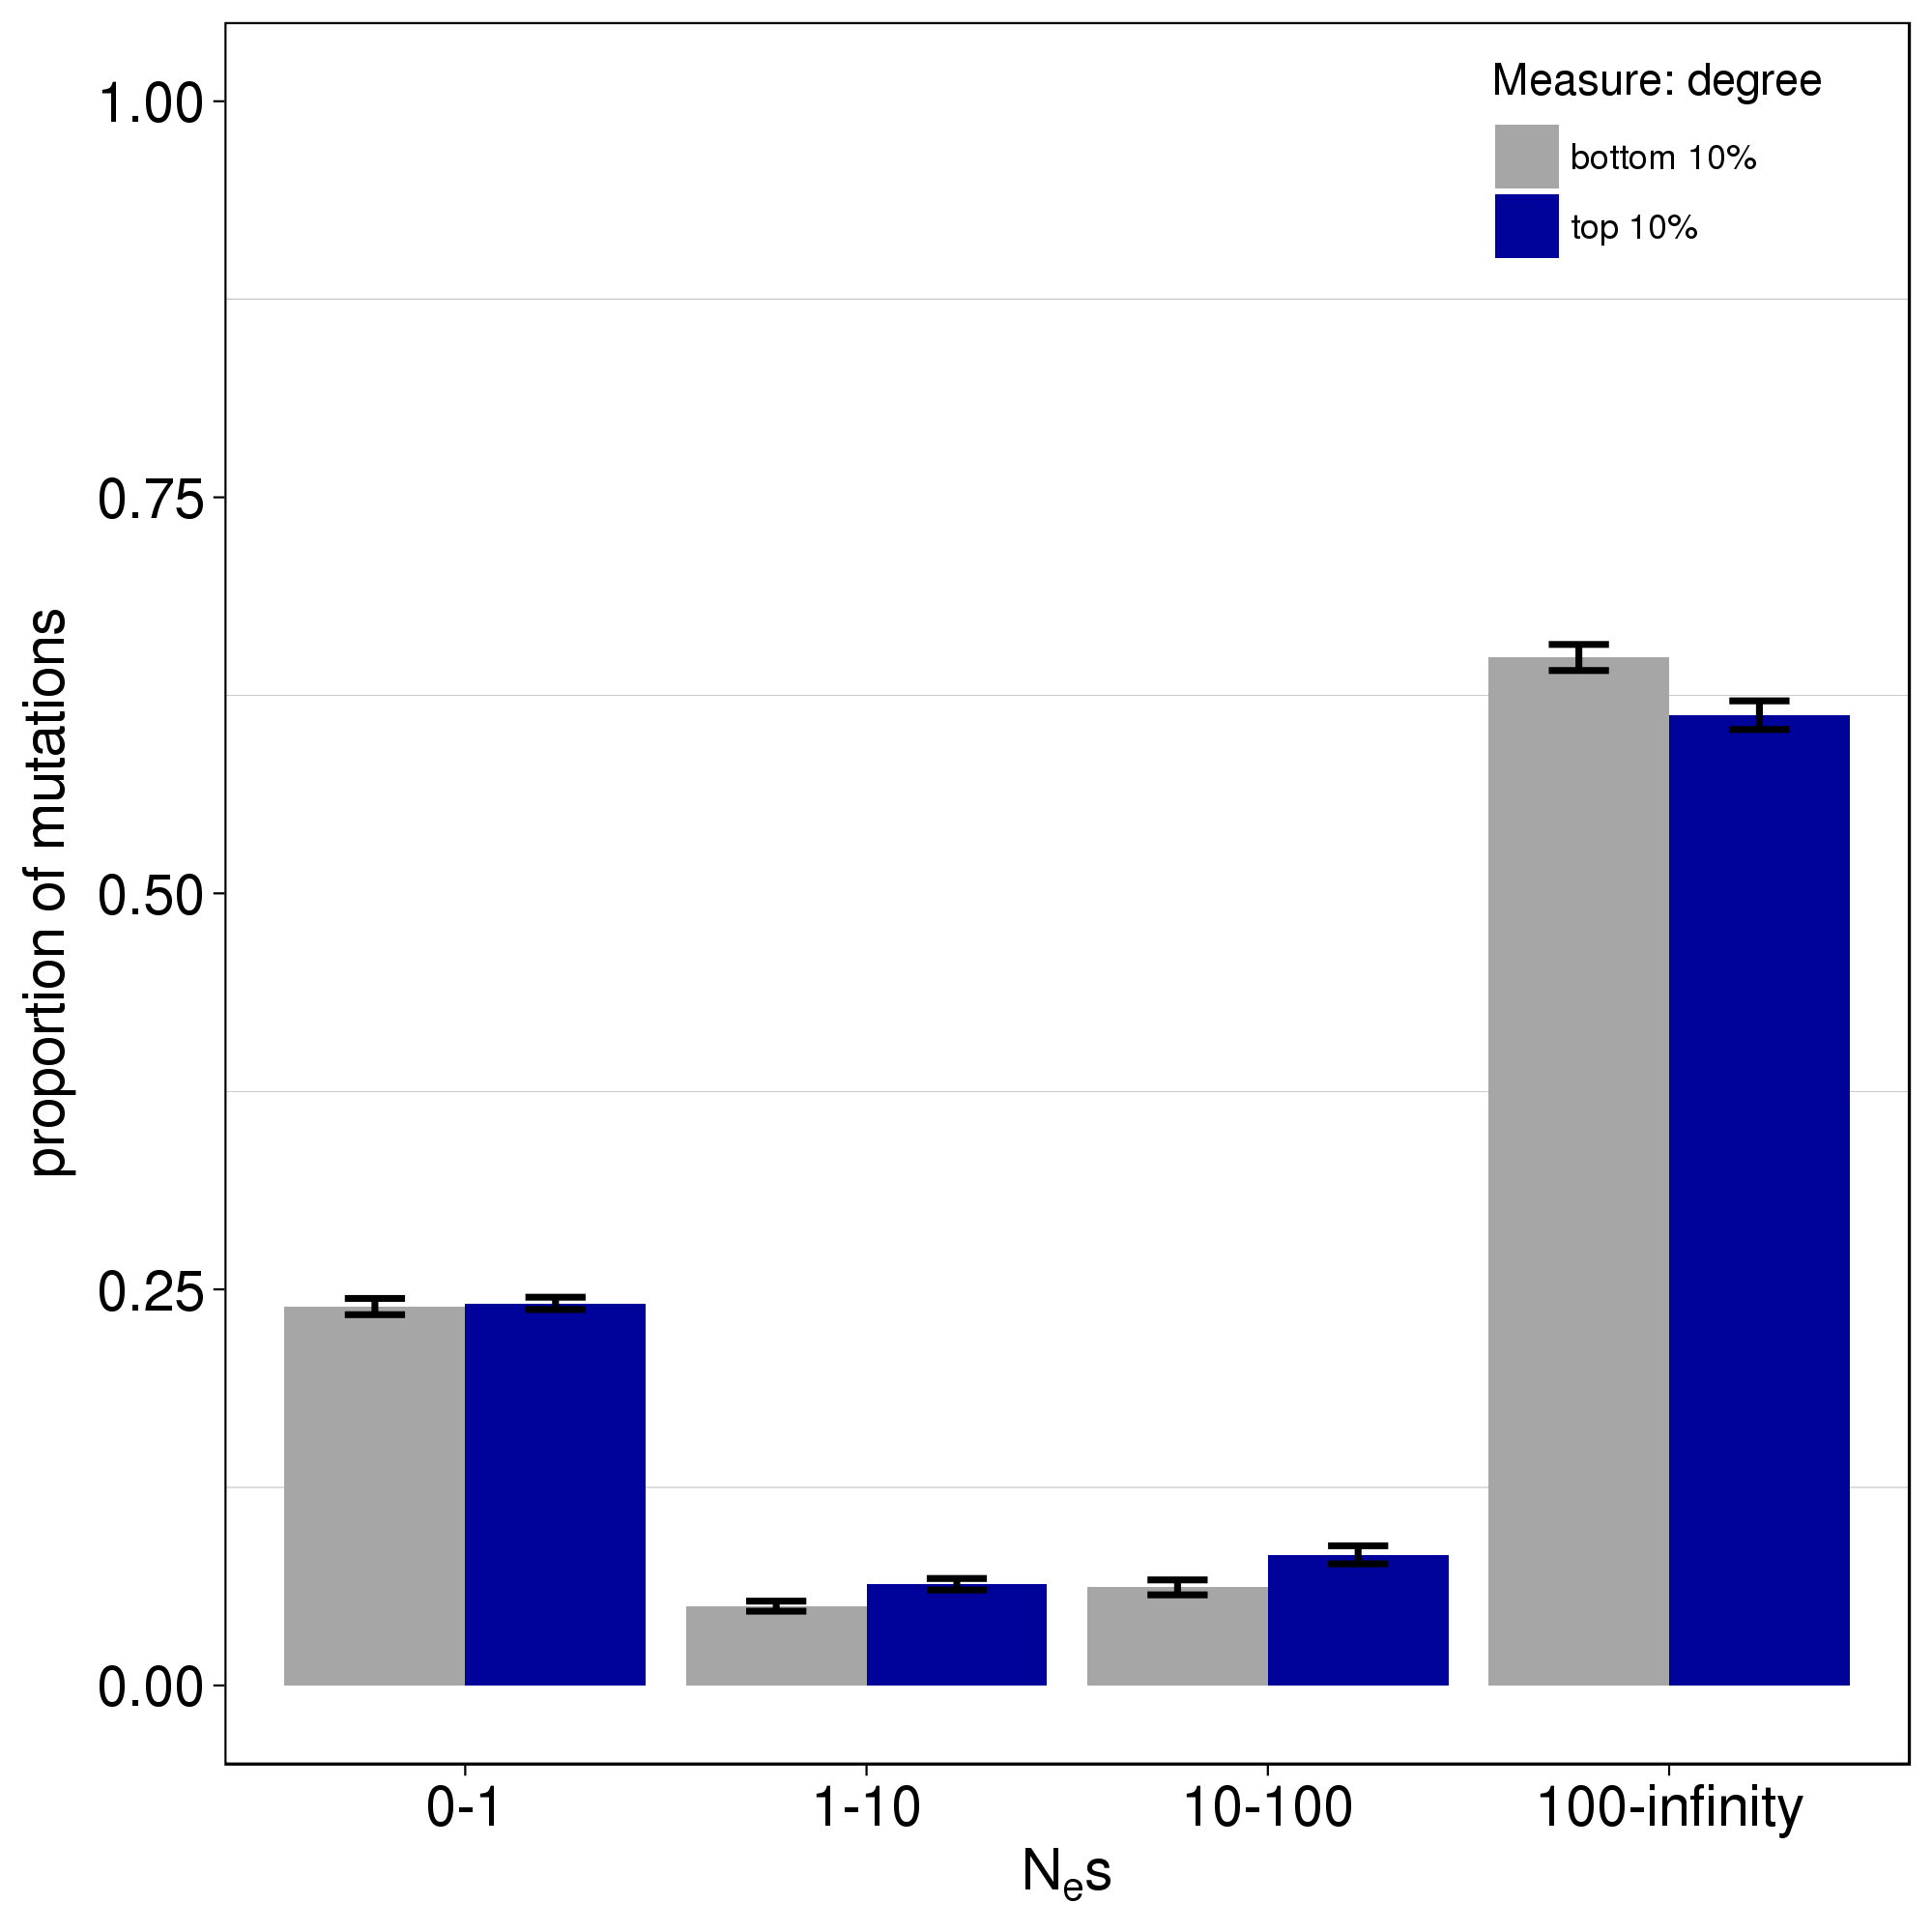 Measure: degree
bottom 10%
top 10%
1.00
0.75
0.50
0.25
0.00
proportion of mutations
0-1 1-10 10-100 100-infinity
Nₑs